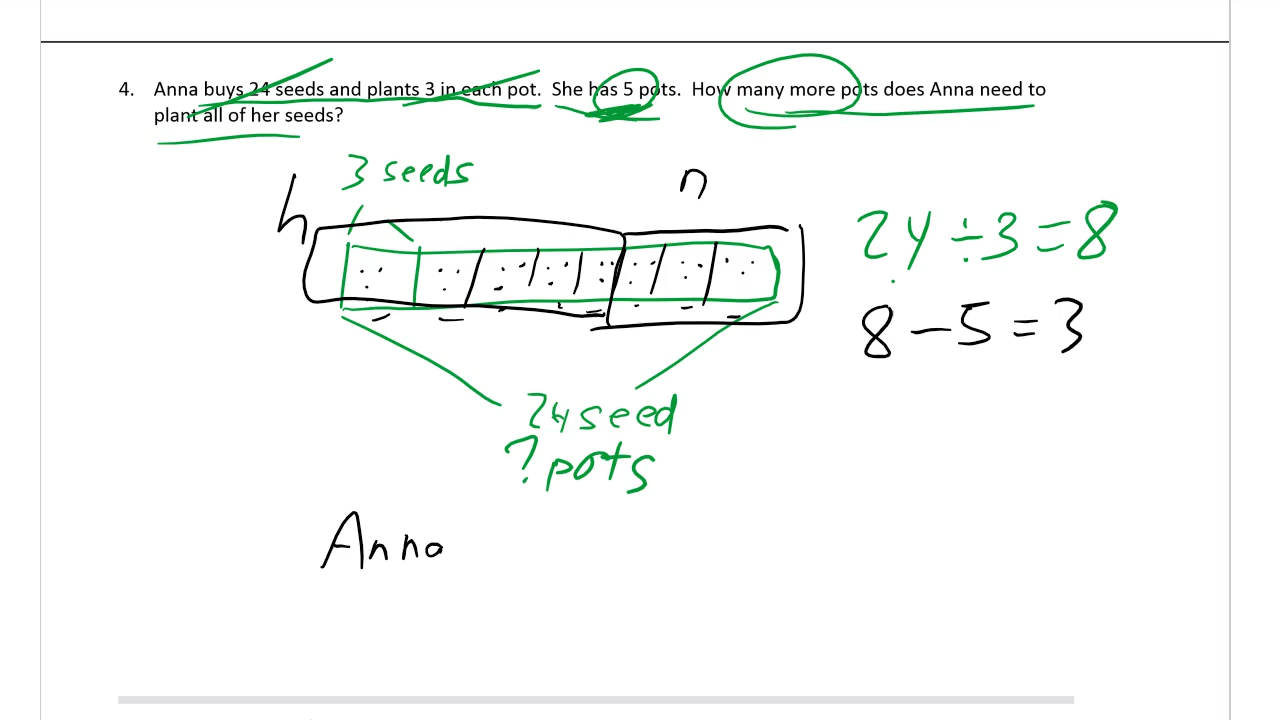 4. Anna buys 24 seeds and plants 3 in each pot. She has 5 pots. How many more pots does Anna need to
plant all of her seeds?
3 seeds
h
n
24 ÷ 3 = 8
8 - 5 = 3
24 seed
? pots
Anna